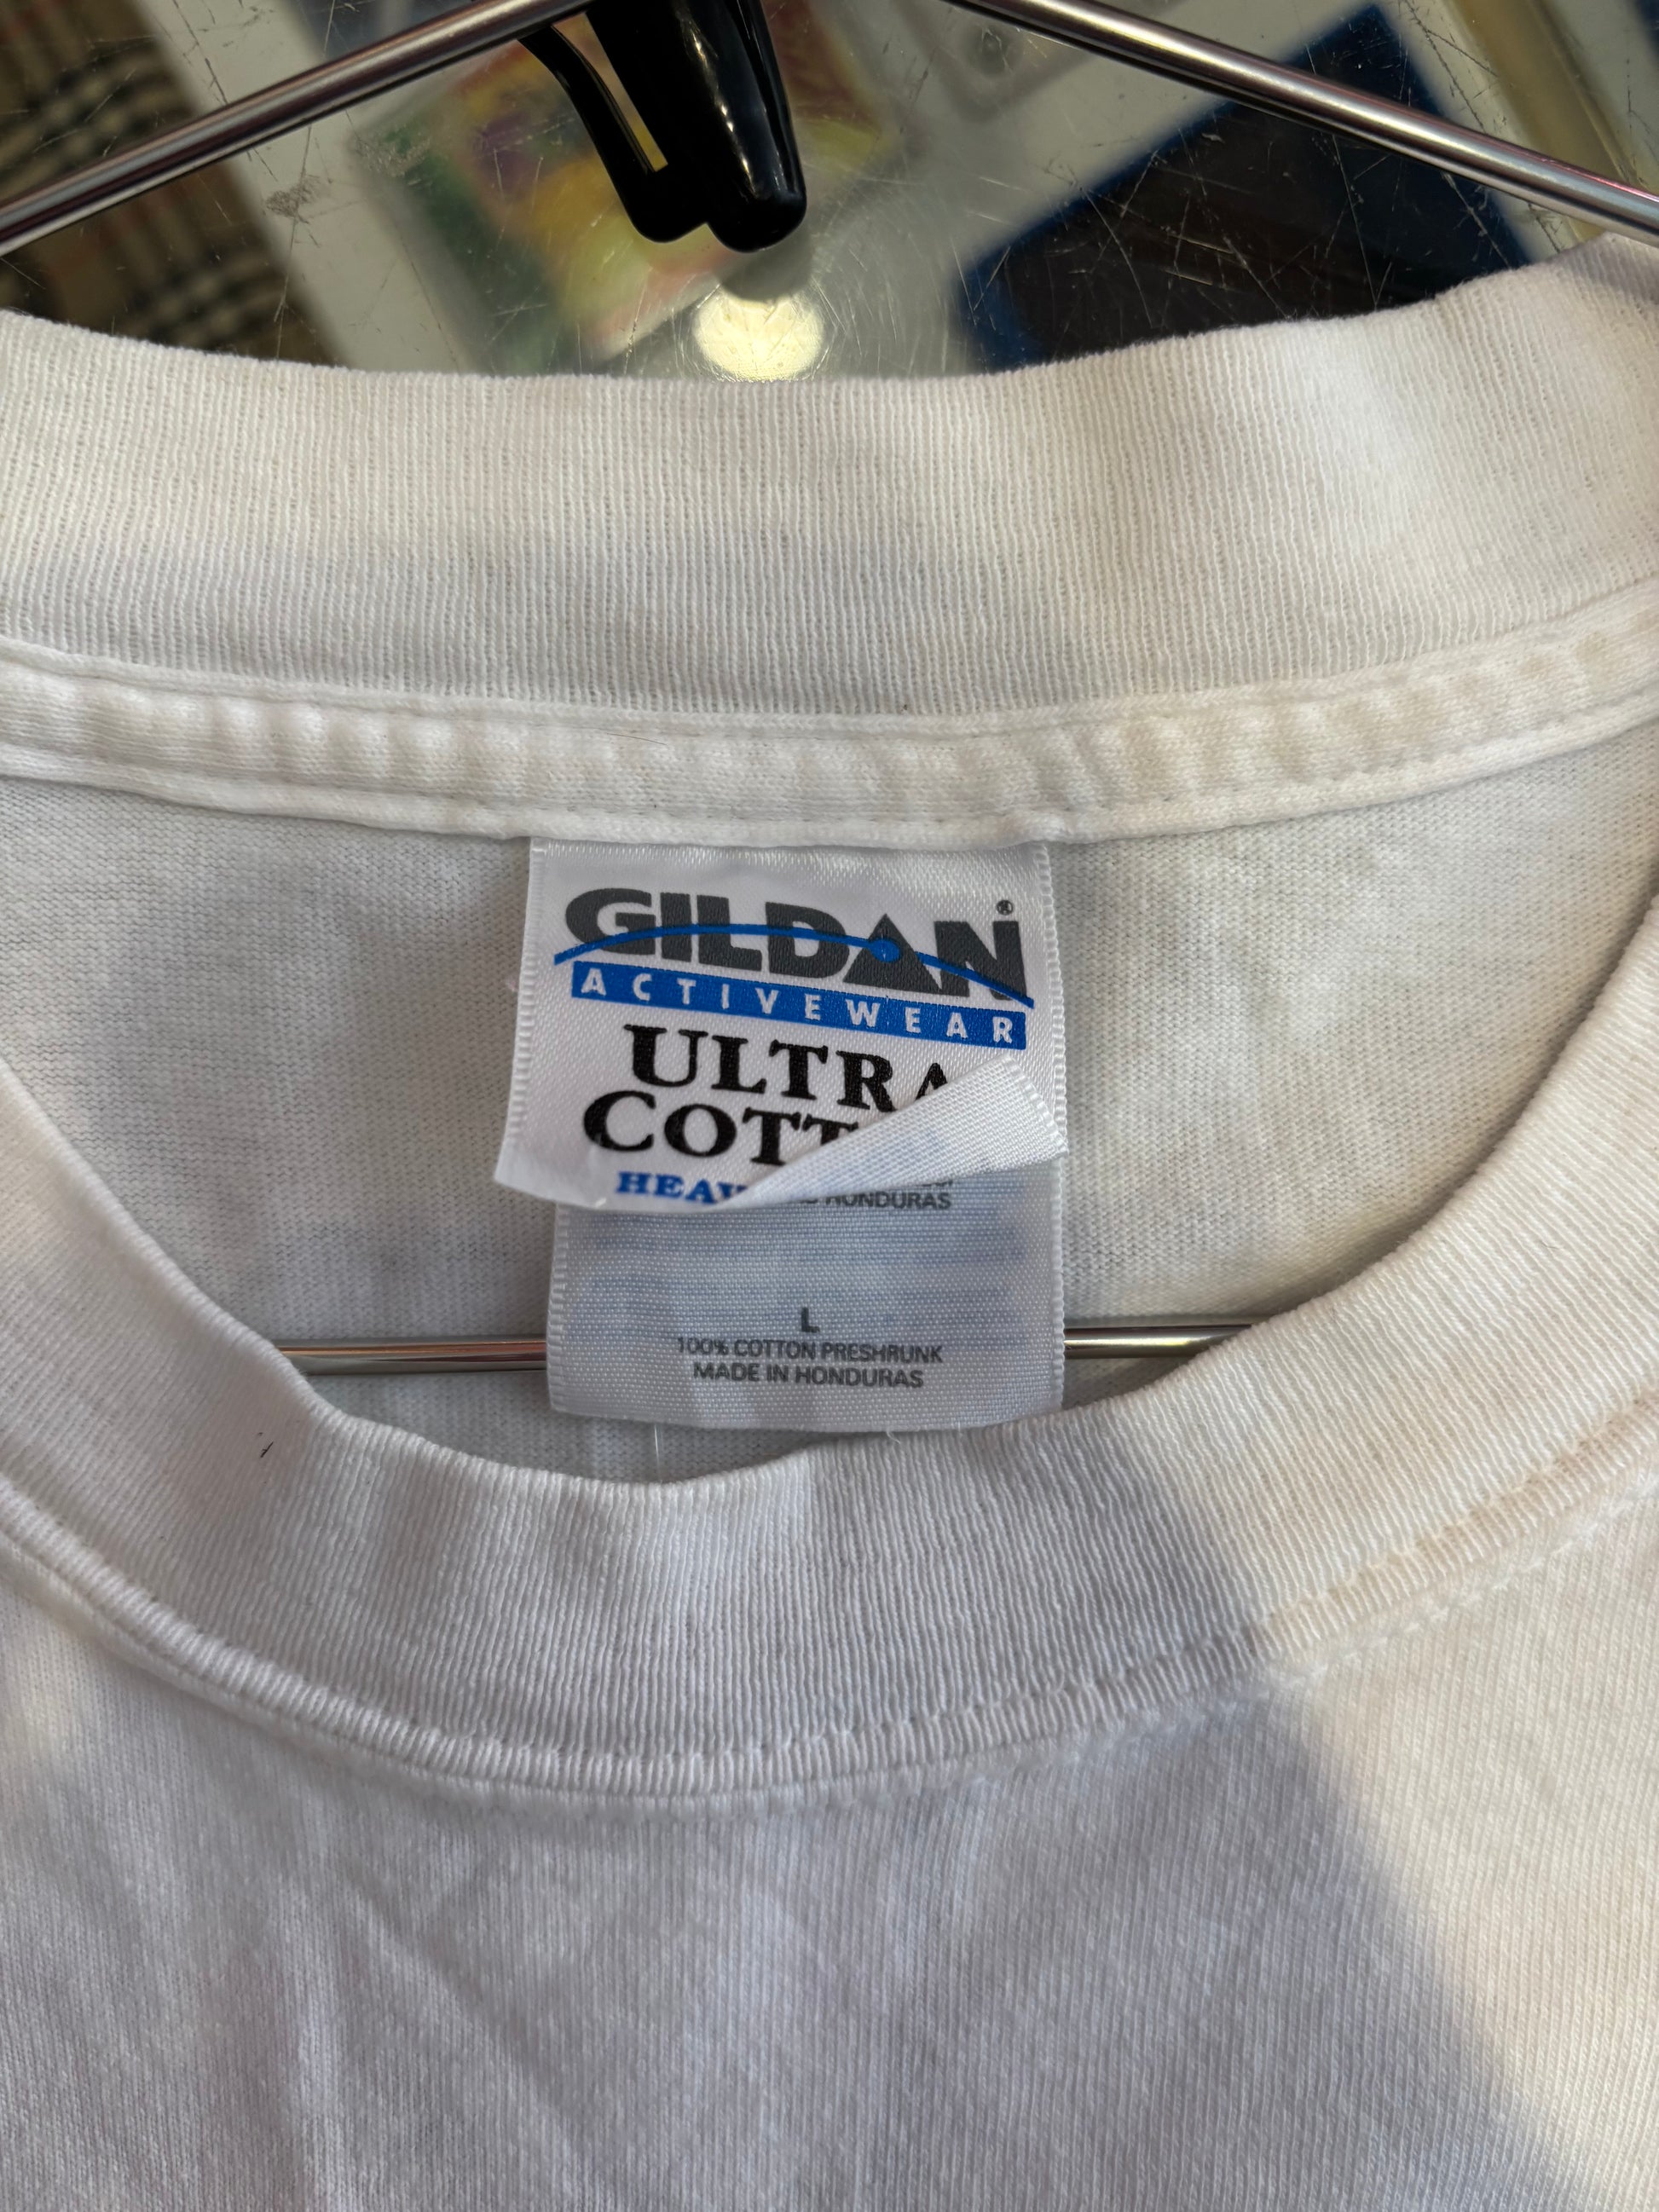 GILDAN®
ACTIVEWEAR
ULTRA
COTT
HEAV
HONDURAS
L
100% COTTON PRESHRUNK
MADE IN HONDURAS